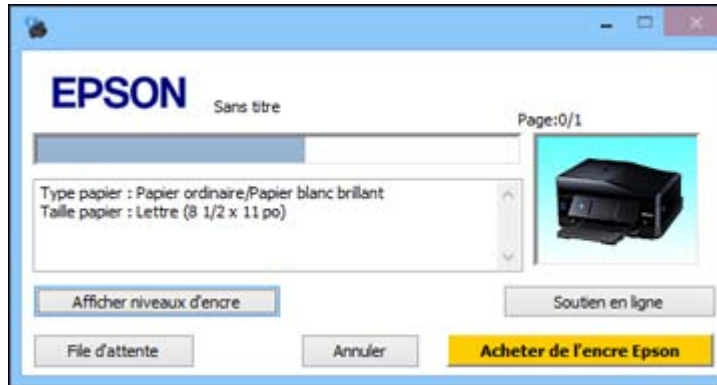 EPSON
Sans titre
Page:0/1
Type papier : Papier ordinaire/Papier blanc brillant
Taille papier : Lettre (8 1/2 x 11 po)
Afficher niveaux d'encre
Soutien en ligne
File d'attente
Annuler
Acheter de l'encre Epson